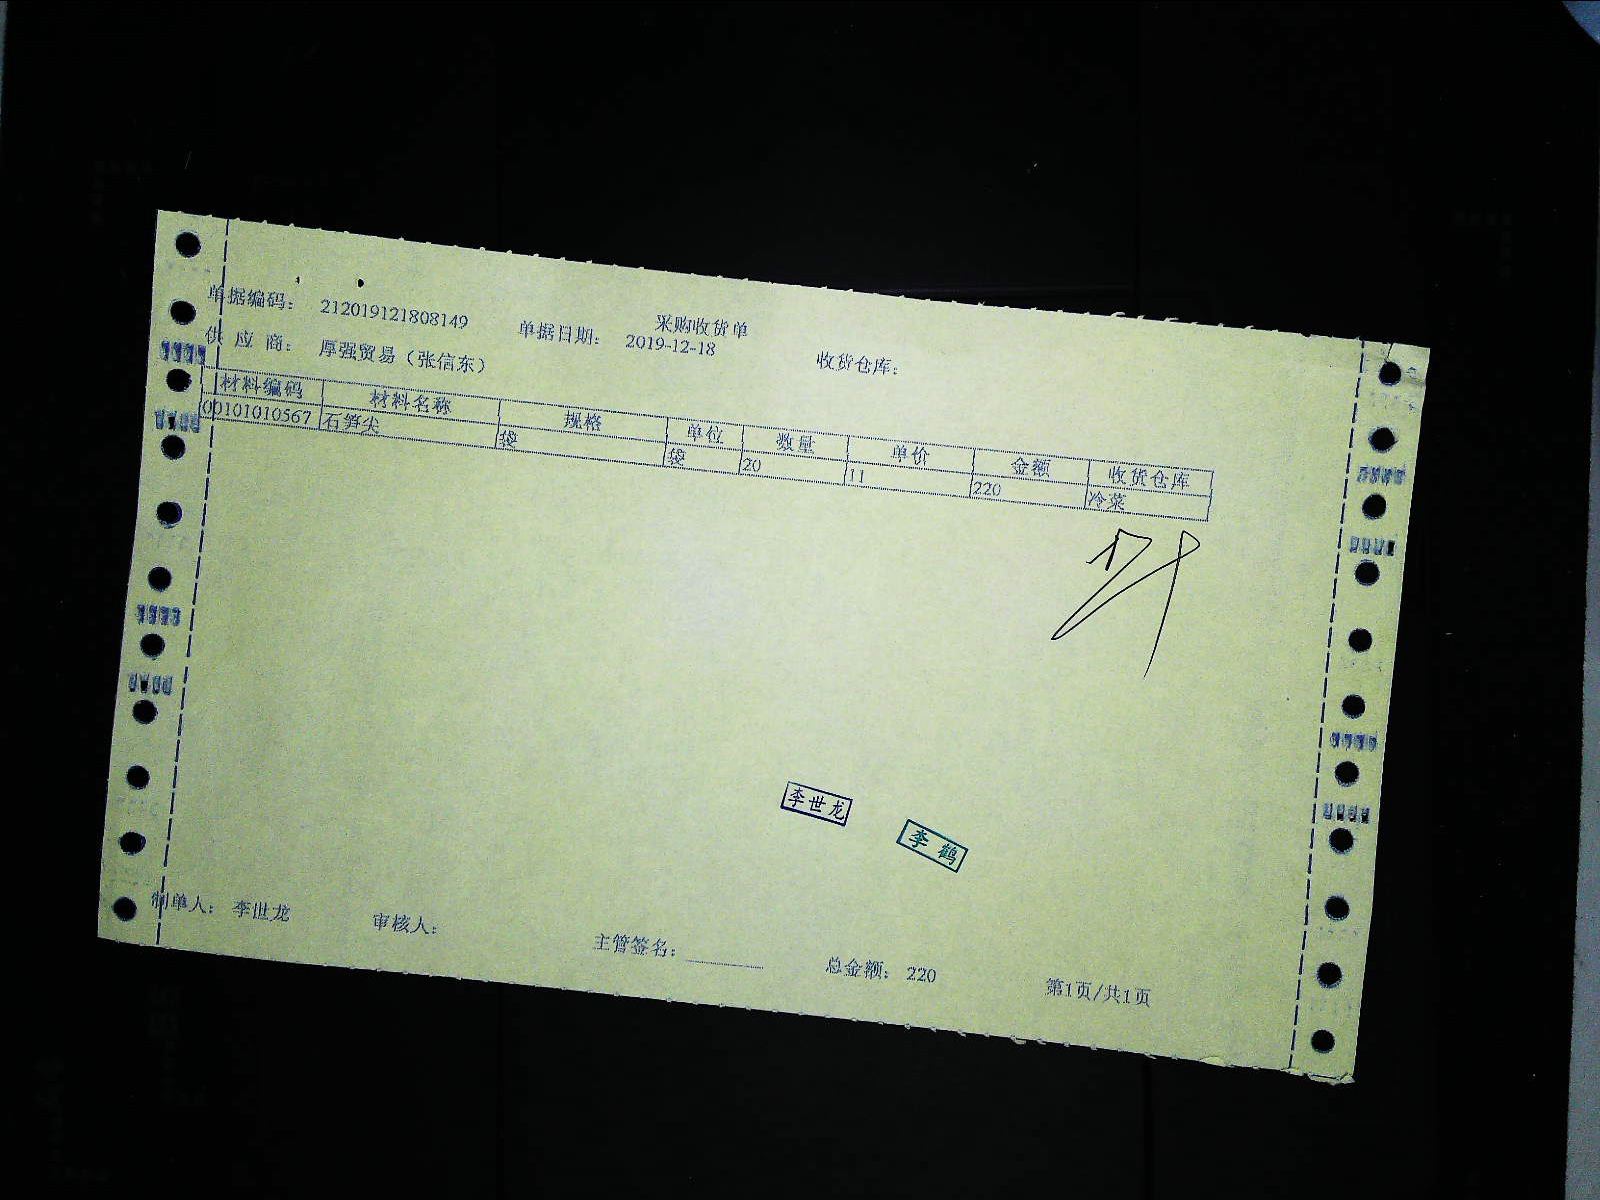 采购收货单
单据编码： 212019121808149 单据日期： 2019-12-18 收货仓库：
供 应 商： 厚强贸易（张信东）
材料编码 材料名称 规格 单位 数量 单价 金额 收货仓库
00101010567 石笋尖 袋 袋 20 11 220 冷菜
李世龙
李鹤
制单人： 李世龙 审核人： 主管签名： 总金额： 220 第1页/共1页